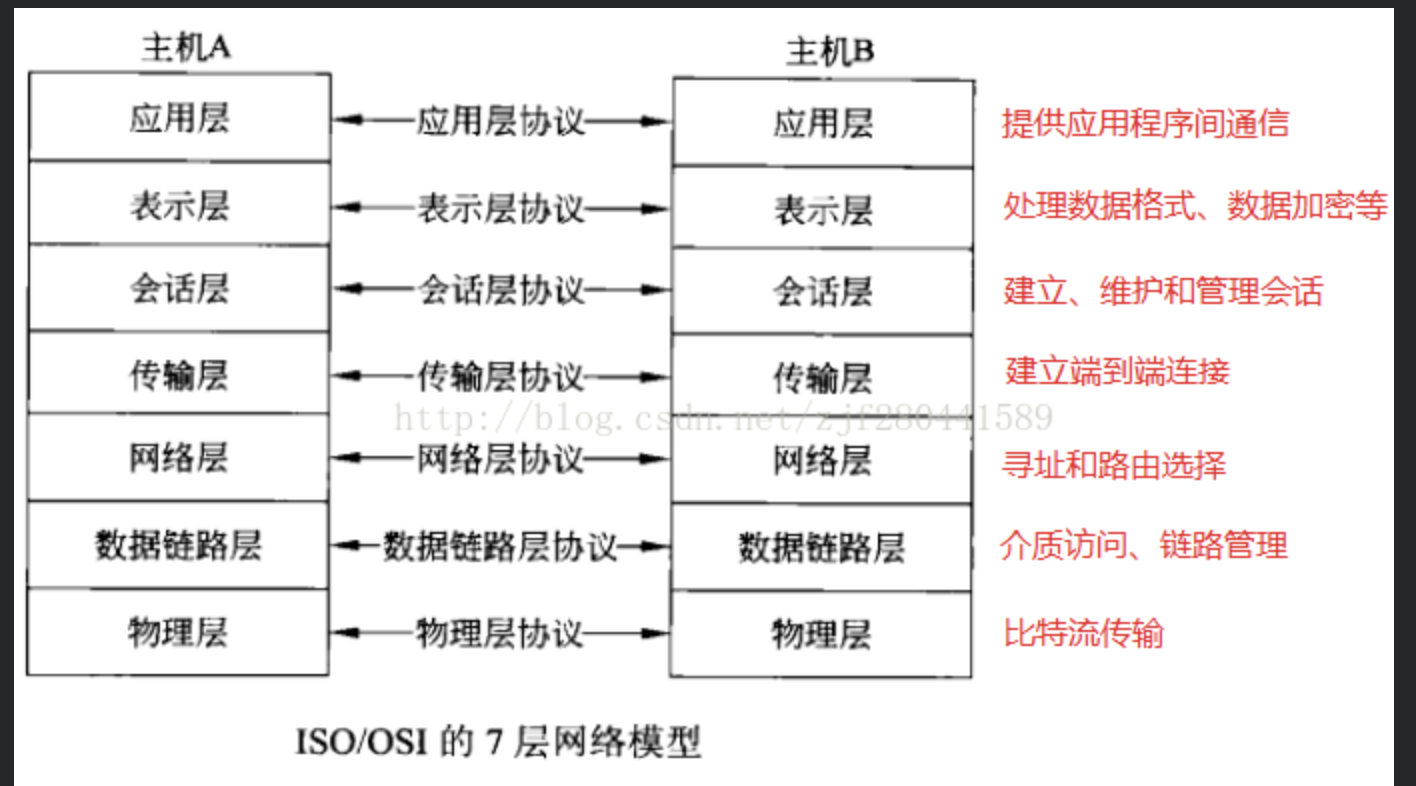 主机A 主机B
应用层 应用层协议 应用层 提供应用程序间通信
表示层 表示层协议 表示层 处理数据格式、数据加密等
会话层 会话层协议 会话层 建立、维护和管理会话
传输层 传输层协议 传输层 建立端到端连接
http://blog.csdn.net/zjf280441589
网络层 网络层协议 网络层 寻址和路由选择
数据链路层 数据链路层协议 数据链路层 介质访问、链路管理
物理层 物理层协议 物理层 比特流传输
ISO/OSI 的 7 层网络模型